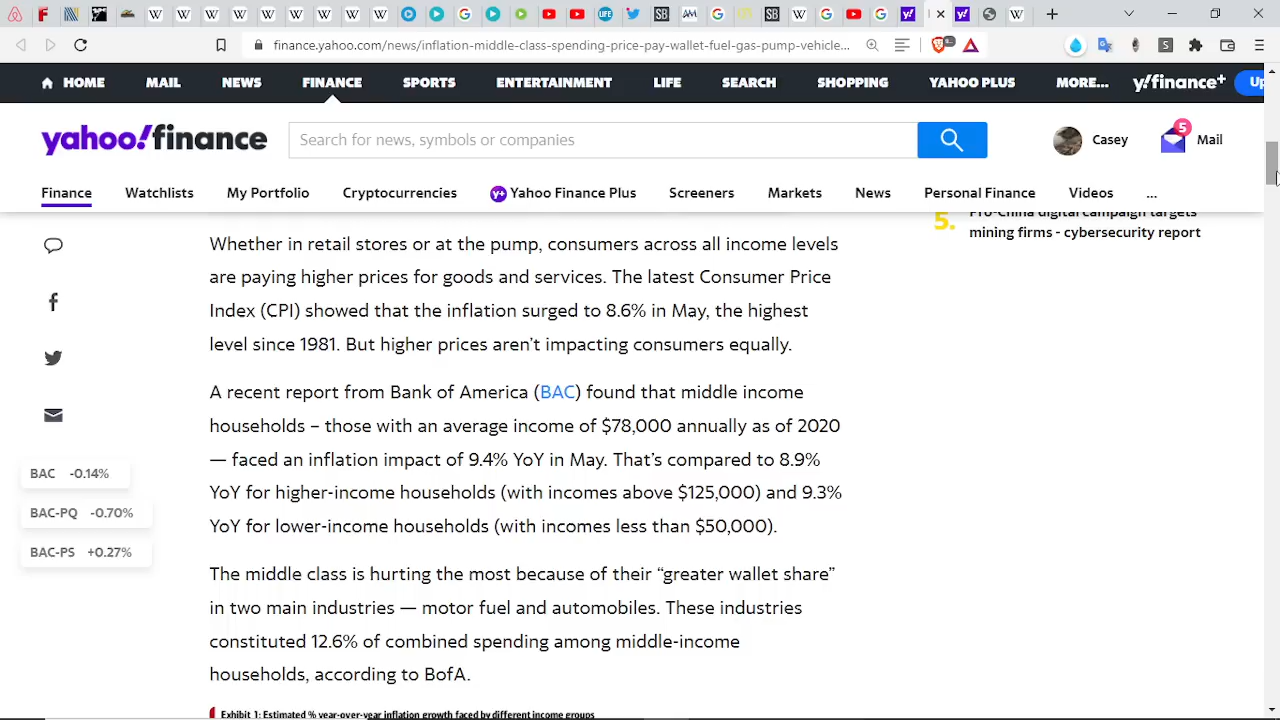 finance.yahoo.com/news/inflation-middle-class-spending-price-pay-wallet-fuel-gas-pump-vehicle...
HOME MAIL NEWS FINANCE SPORTS ENTERTAINMENT LIFE SEARCH SHOPPING YAHOO PLUS MORE... y!finance+ Up
yahoo!finance Search for news, symbols or companies Casey 5 Mail
Finance Watchlists My Portfolio Cryptocurrencies Yahoo Finance Plus Screeners Markets News Personal Finance Videos ...
5. Pro-China digital campaign targets
mining firms - cybersecurity report
Whether in retail stores or at the pump, consumers across all income levels
are paying higher prices for goods and services. The latest Consumer Price
Index (CPI) showed that the inflation surged to 8.6% in May, the highest
level since 1981. But higher prices aren't impacting consumers equally.
A recent report from Bank of America (BAC) found that middle income
households – those with an average income of $78,000 annually as of 2020
— faced an inflation impact of 9.4% YoY in May. That's compared to 8.9%
YoY for higher-income households (with incomes above $125,000) and 9.3%
YoY for lower-income households (with incomes less than $50,000).
The middle class is hurting the most because of their “greater wallet share”
in two main industries — motor fuel and automobiles. These industries
constituted 12.6% of combined spending among middle-income
households, according to BofA.
BAC -0.14%
BAC-PQ -0.70%
BAC-PS +0.27%
Exhibit 1: Estimated % year-over-year inflation growth faced by different income groups